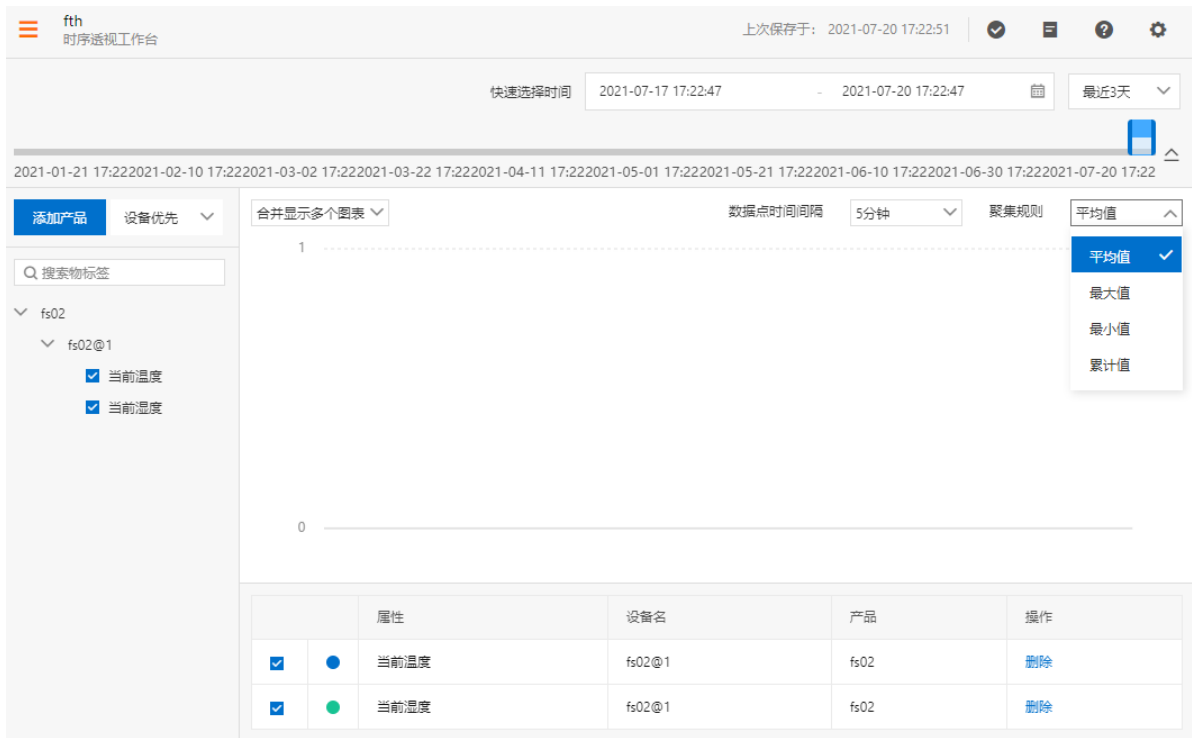 fth
时序透视工作台
上次保存于: 2021-07-20 17:22:51
快速选择时间 2021-07-17 17:22:47 - 2021-07-20 17:22:47 最近3天
2021-01-21 17:222021-02-10 17:222021-03-02 17:222021-03-22 17:222021-04-11 17:222021-05-01 17:222021-05-21 17:222021-06-10 17:222021-06-30 17:222021-07-20 17:22
添加产品 设备优先 合并显示多个图表 数据点时间间隔 5分钟 聚集规则 平均值
1
平均值
搜索物标签
最大值
fs02
最小值
fs02@1
累计值
当前温度
当前湿度
0
属性 设备名 产品 操作
当前温度 fs02@1 fs02 删除
当前湿度 fs02@1 fs02 删除